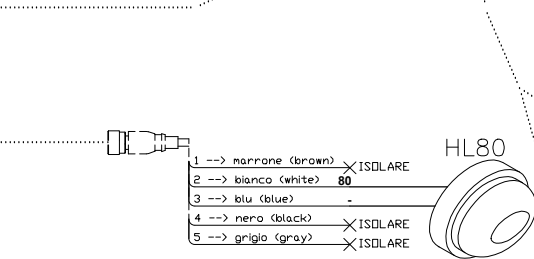 HL80
1 --> marrone (brown) ISOLARE
2 --> bianco (white) 80
3 --> blu (blue) -
4 --> nero (black) ISOLARE
5 --> grigio (gray) ISOLARE